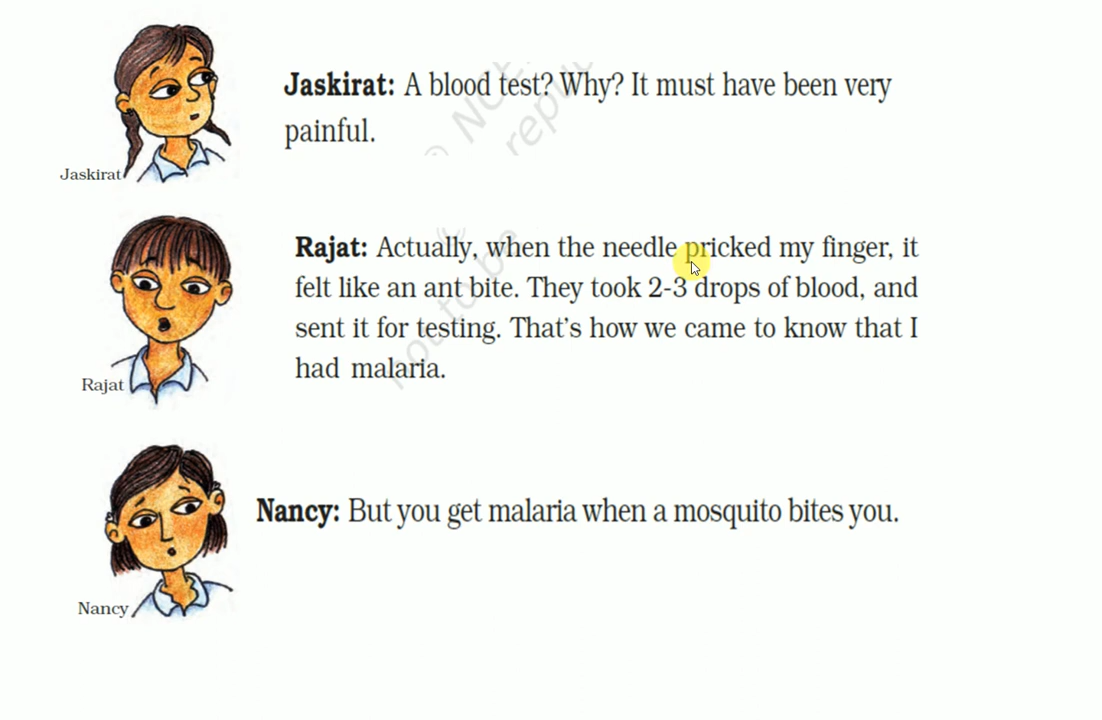 Jaskirat: A blood test? Why? It must have been very
painful.
Jaskirat
Rajat: Actually, when the needle pricked my finger, it
felt like an ant bite. They took 2-3 drops of blood, and
sent it for testing. That's how we came to know that I
had malaria.
Rajat
Nancy: But you get malaria when a mosquito bites you.
Nancy
not to be